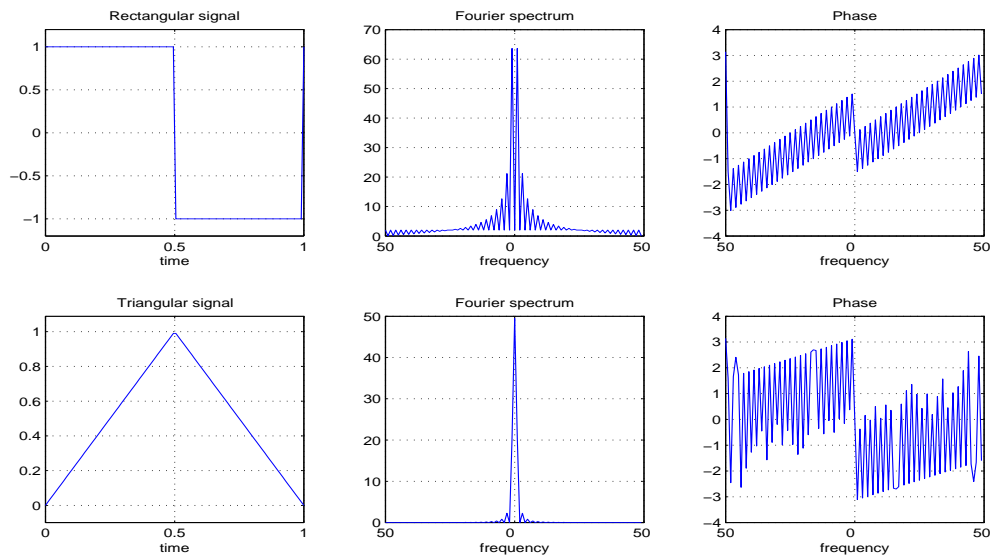 Rectangular signal
1
0.5
0
−0.5
−1
0 0.5 1
time
Fourier spectrum
70
60
50
40
30
20
10
0
50 0 50
frequency
Phase
4
3
2
1
0
−1
−2
−3
−4
50 0 50
frequency
Triangular signal
1
0.8
0.6
0.4
0.2
0
0 0.5 1
time
Fourier spectrum
50
40
30
20
10
0
50 0 50
frequency
Phase
4
3
2
1
0
−1
−2
−3
−4
50 0 50
frequency